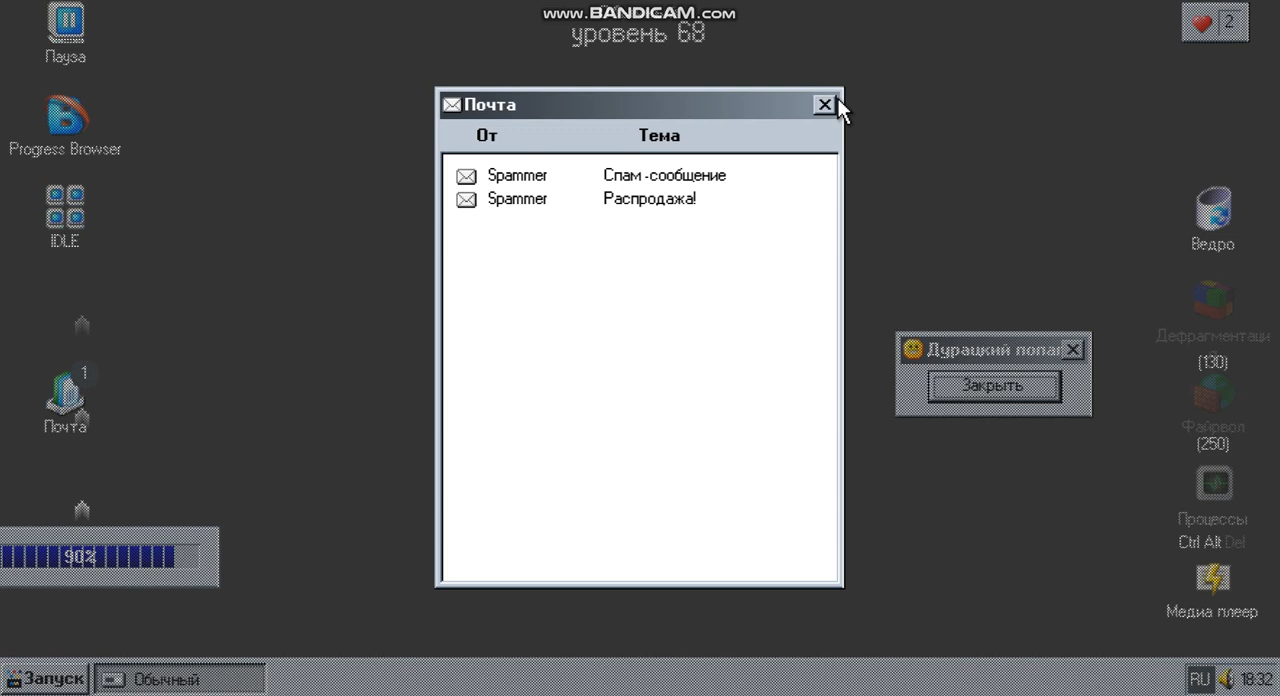 www.BANDICAM.com
уровень 68
2
Пауза
Progress Browser
IDLE
1
Почта
90%
Почта
От Тема
Spammer Спам-сообщение
Spammer Распродажа!
Дурацкий попап
Закрыть
Ведро
Дефрагментаци
(130)
Файрвол
(250)
Процессы
Ctrl Alt Del
Медиа плеер
Запуск
Обычный
RU 18:32